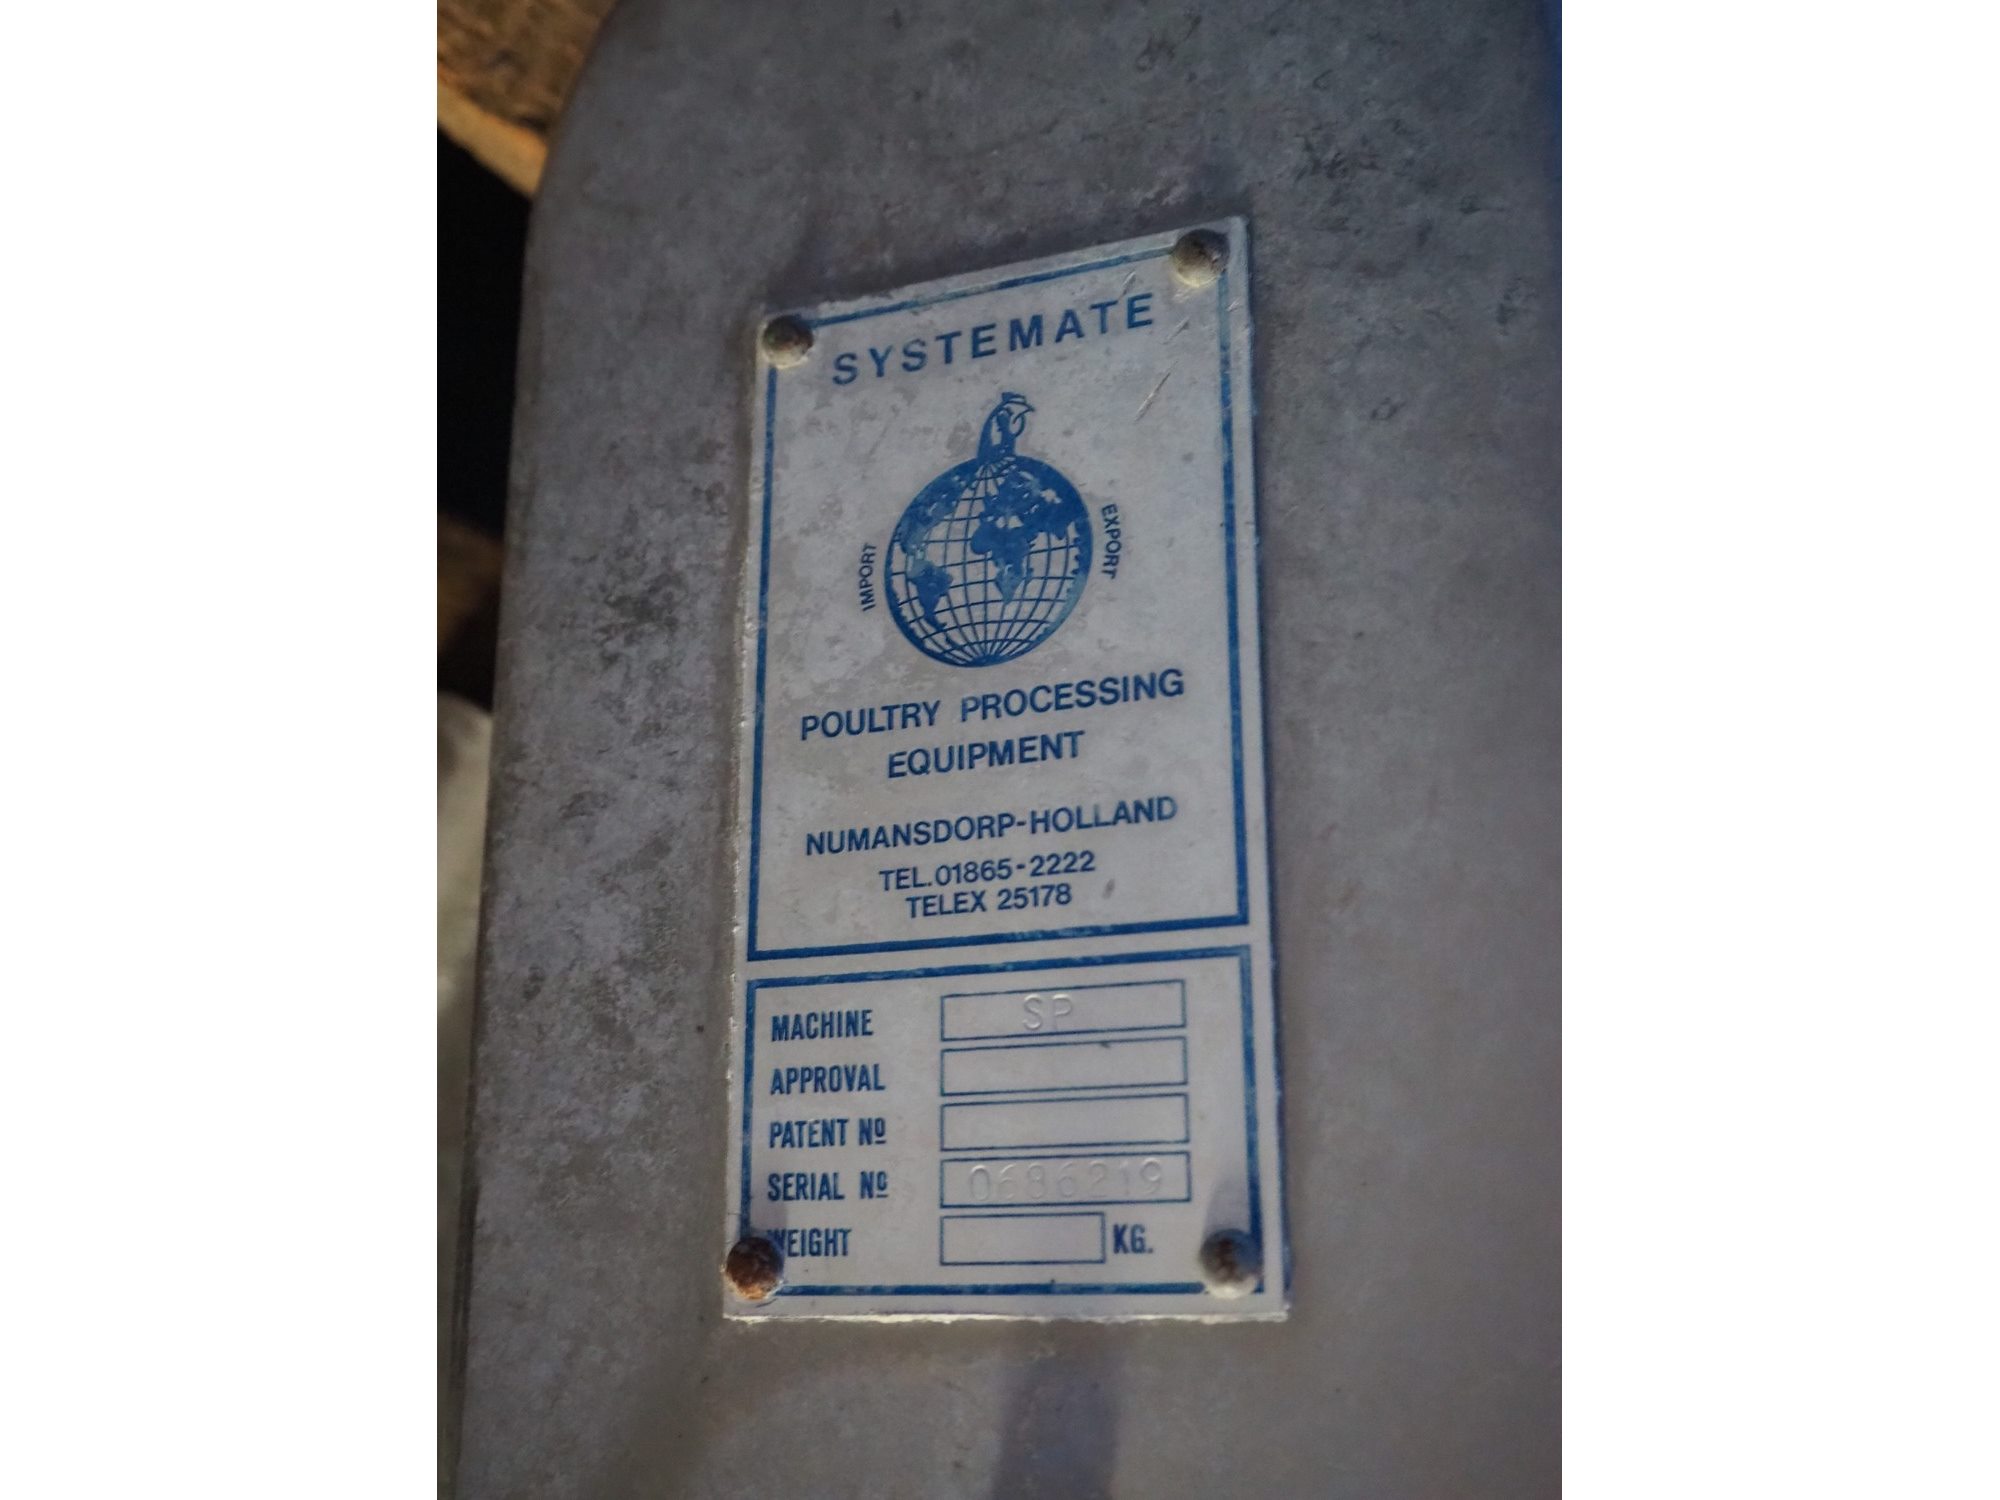 SYSTEMATE
IMPORT
EXPORT
POULTRY PROCESSING
EQUIPMENT
NUMANSDORP-HOLLAND
TEL. 01865-2222
TELEX 25178
MACHINE SP
APPROVAL
PATENT Nº
SERIAL Nº 0686219
WEIGHT KG.